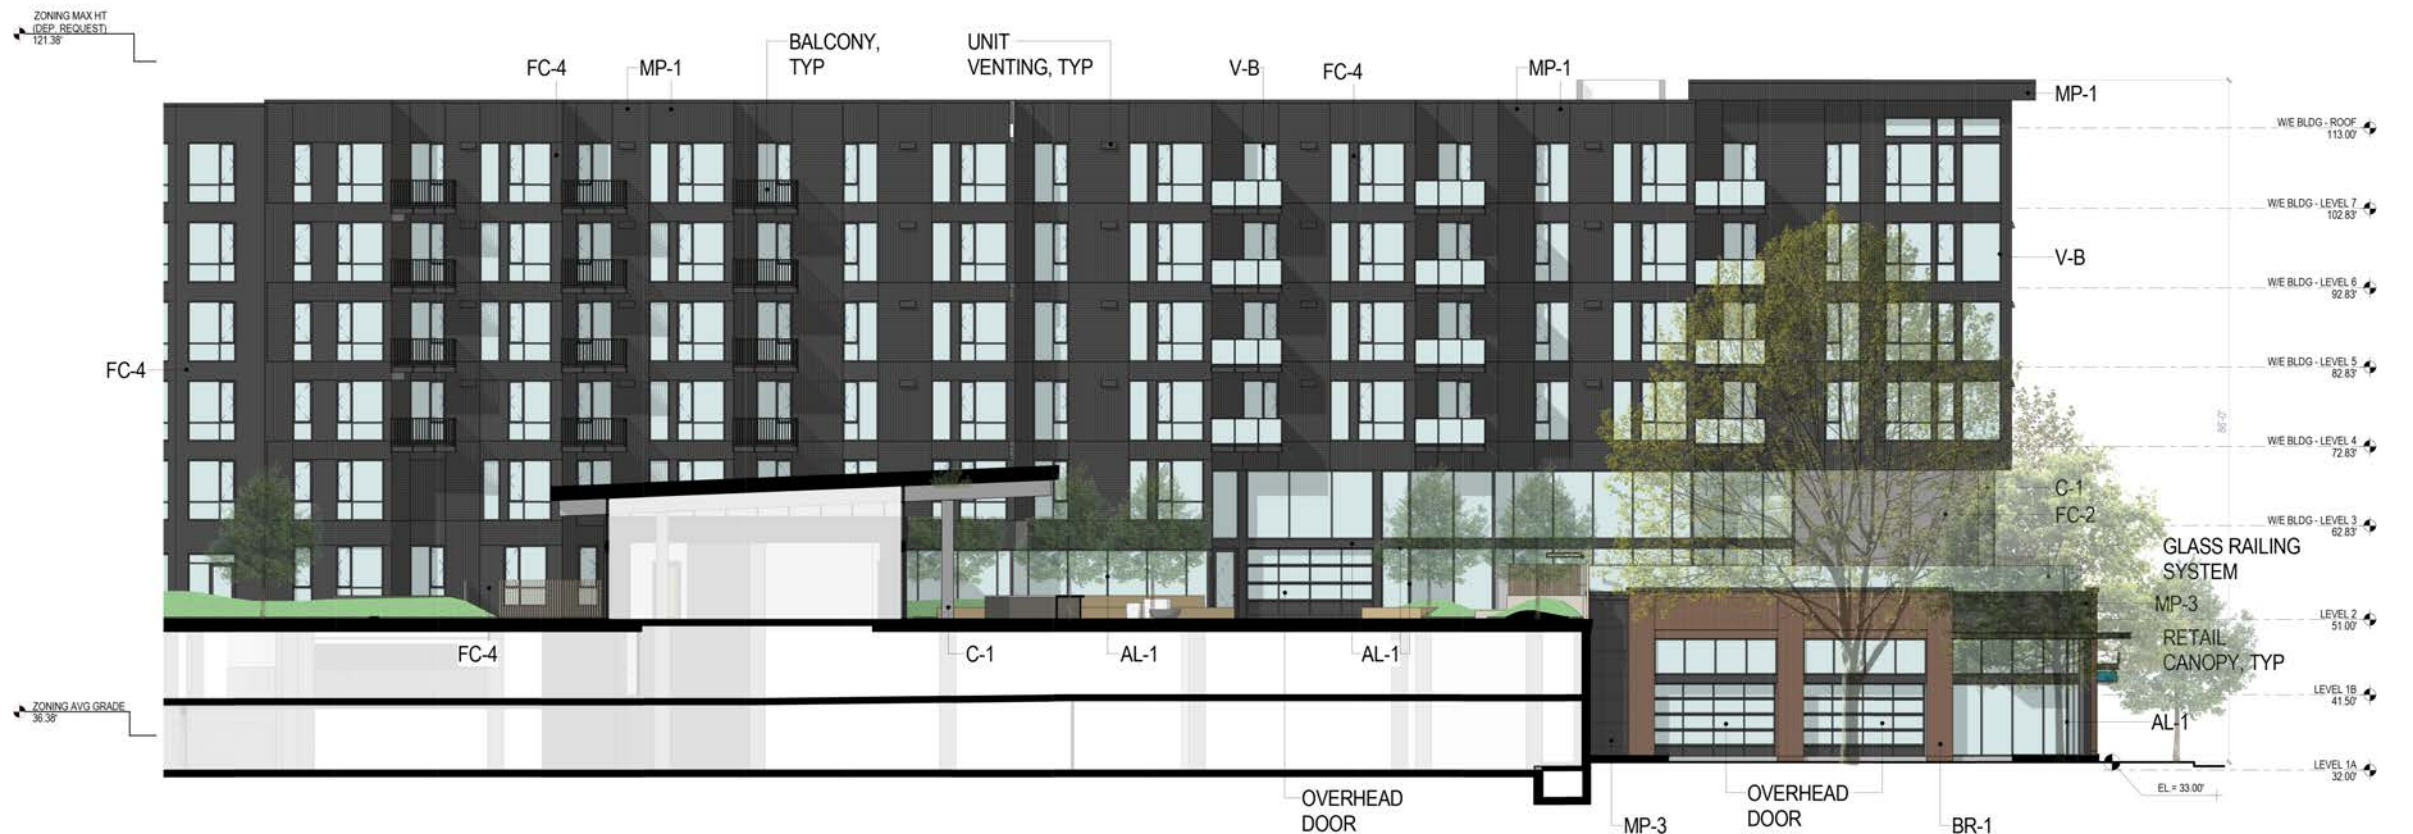 ZONING MAX HT
(DEP. REQUEST)
121.38'
FC-4
MP-1
BALCONY,
TYP
UNIT
VENTING, TYP
V-B
FC-4
MP-1
MP-1
W/E BLDG - ROOF
113.00'
W/E BLDG - LEVEL 7
102.83'
V-B
W/E BLDG - LEVEL 6
92.83'
FC-4
W/E BLDG - LEVEL 5
82.83'
86'-0"
W/E BLDG - LEVEL 4
72.83'
C-1
FC-2
W/E BLDG - LEVEL 3
62.83'
GLASS RAILING
SYSTEM
MP-3
LEVEL 2
51.00'
RETAIL
CANOPY, TYP
FC-4
C-1
AL-1
AL-1
LEVEL 1B
41.50'
ZONING AVG GRADE
36.38'
AL-1
LEVEL 1A
32.00'
EL.= 33.00'
OVERHEAD
DOOR
OVERHEAD
DOOR
MP-3
BR-1